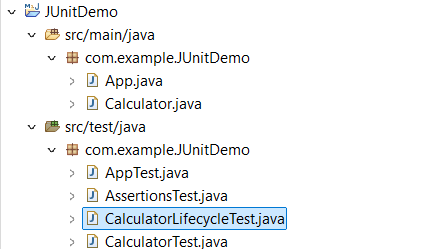 JUnitDemo
src/main/java
com.example.JUnitDemo
App.java
Calculator.java
src/test/java
com.example.JUnitDemo
AppTest.java
AssertionsTest.java
CalculatorLifecycleTest.java
CalculatorTest.java